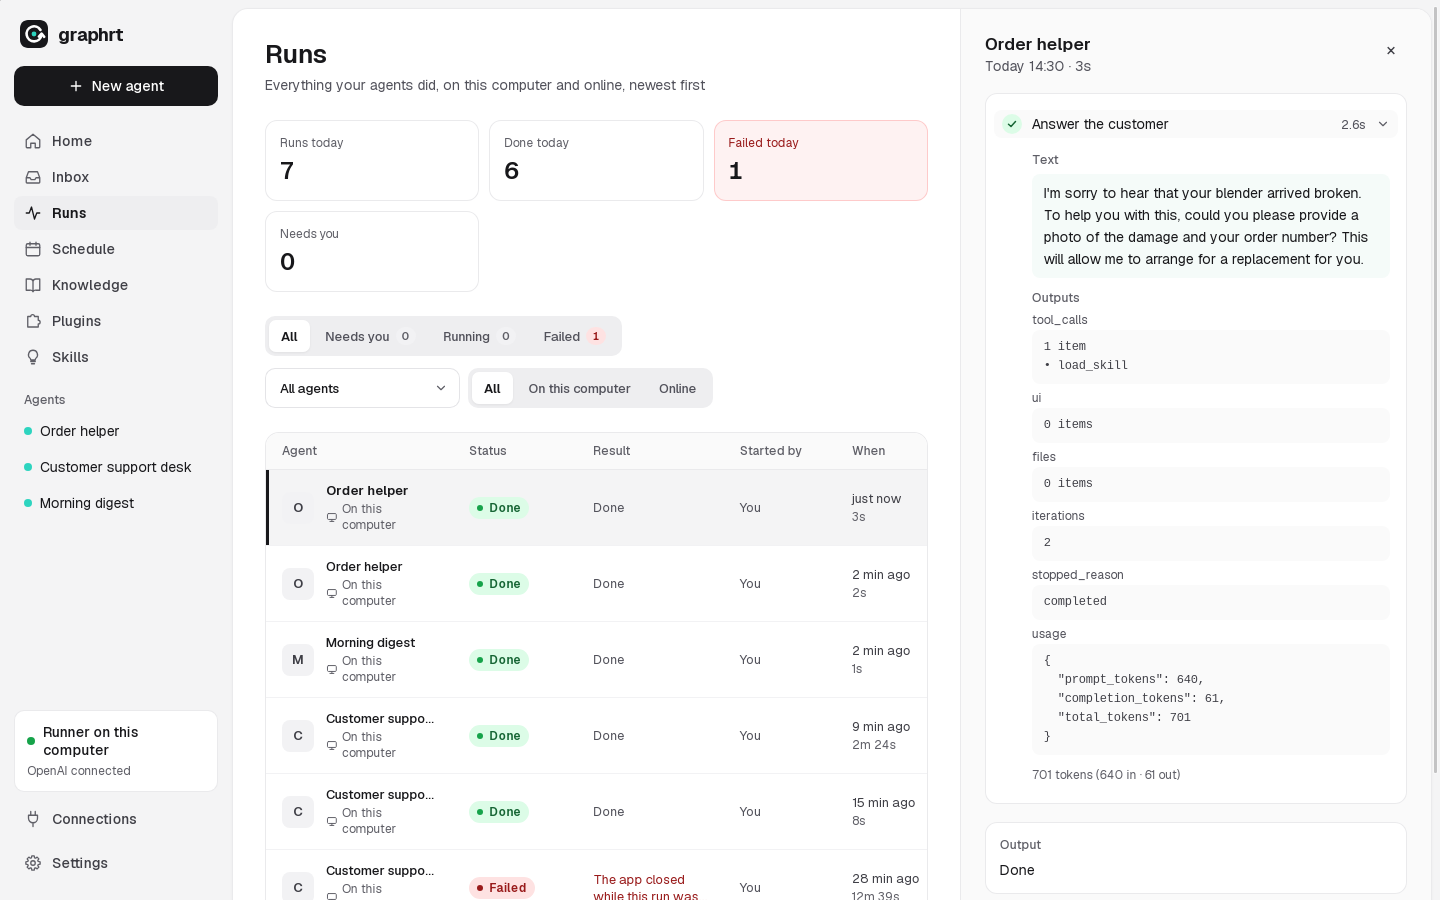 graphrt
New agent
Home
Inbox
Runs
Schedule
Knowledge
Plugins
Skills
Agents
Order helper
Customer support desk
Morning digest
Runner on this
computer
OpenAI connected
Connections
Settings
Runs
Everything your agents did, on this computer and online, newest first
Runs today
7
Done today
6
Failed today
1
Needs you
0
All Needs you 0 Running 0 Failed 1
All agents
All On this computer Online
Agent Status Result Started by When
O
Order helper
On this
computer
Done
Done
You
just now
3s
O
Order helper
On this
computer
Done
Done
You
2 min ago
2s
M
Morning digest
On this
computer
Done
Done
You
2 min ago
1s
C
Customer suppo...
On this
computer
Done
Done
You
9 min ago
2m 24s
C
Customer suppo...
On this
computer
Done
Done
You
15 min ago
8s
C
Customer suppo...
On this
Failed
The app closed
while this run was
You
28 min ago
12m 39s
Order helper
Today 14:30 · 3s
Answer the customer 2.6s
Text
I'm sorry to hear that your blender arrived broken.
To help you with this, could you please provide a
photo of the damage and your order number? This
will allow me to arrange for a replacement for you.
Outputs
tool_calls
1 item
• load_skill
ui
0 items
files
0 items
iterations
2
stopped_reason
completed
usage
{
"prompt_tokens": 640,
"completion_tokens": 61,
"total_tokens": 701
}
701 tokens (640 in · 61 out)
Output
Done